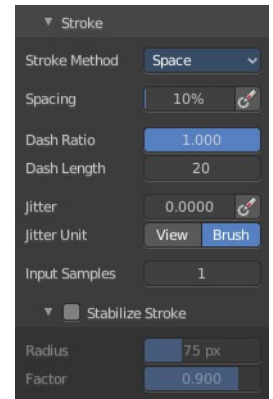 Stroke
Stroke Method Space
Spacing 10%
Dash Ratio 1.000
Dash Length 20
Jitter 0.0000
Jitter Unit View Brush
Input Samples 1
Stabilize Stroke
Radius 75 px
Factor 0.900